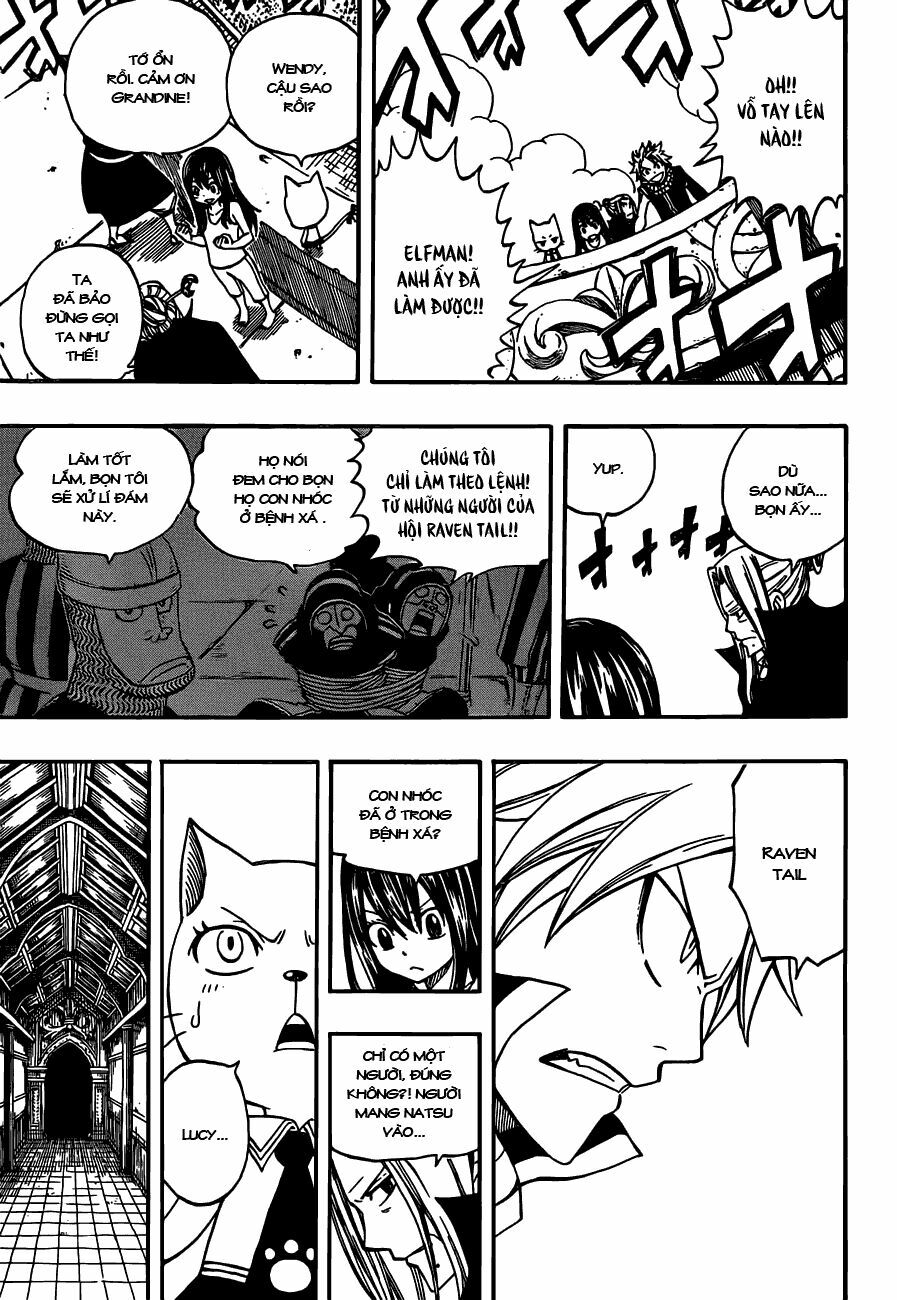 OH!!
VỖ TAY LÊN
NÀO!!
ELFMAN!
ANH ẤY ĐÃ
LÀM ĐƯỢC!!
WENDY,
CẬU SAO
RỒI?
TỚ ỔN
RỒI. CẢM ƠN
GRANDINE!
TA
ĐÃ BẢO
ĐỪNG GỌI
TA NHƯ
THẾ!
DÙ
SAO NỮA...
BỌN ẤY...
YUP.
CHÚNG TÔI
CHỈ LÀM THEO LỆNH!
TỪ NHỮNG NGƯỜI CỦA
HỘI RAVEN TAIL!!
HỌ NÓI
ĐEM CHO BỌN
HỌ CON NHÓC
Ở BỆNH XÁ .
LÀM TỐT
LẮM, BỌN TÔI
SẼ XỬ LÍ ĐÁM
NÀY.
RAVEN
TAIL
CON NHÓC
ĐÃ Ở TRONG
BỆNH XÁ?
CHỈ CÓ MỘT
NGƯỜI, ĐÚNG
KHÔNG?! NGƯỜI
MANG NATSU
VÀO...
LUCY...